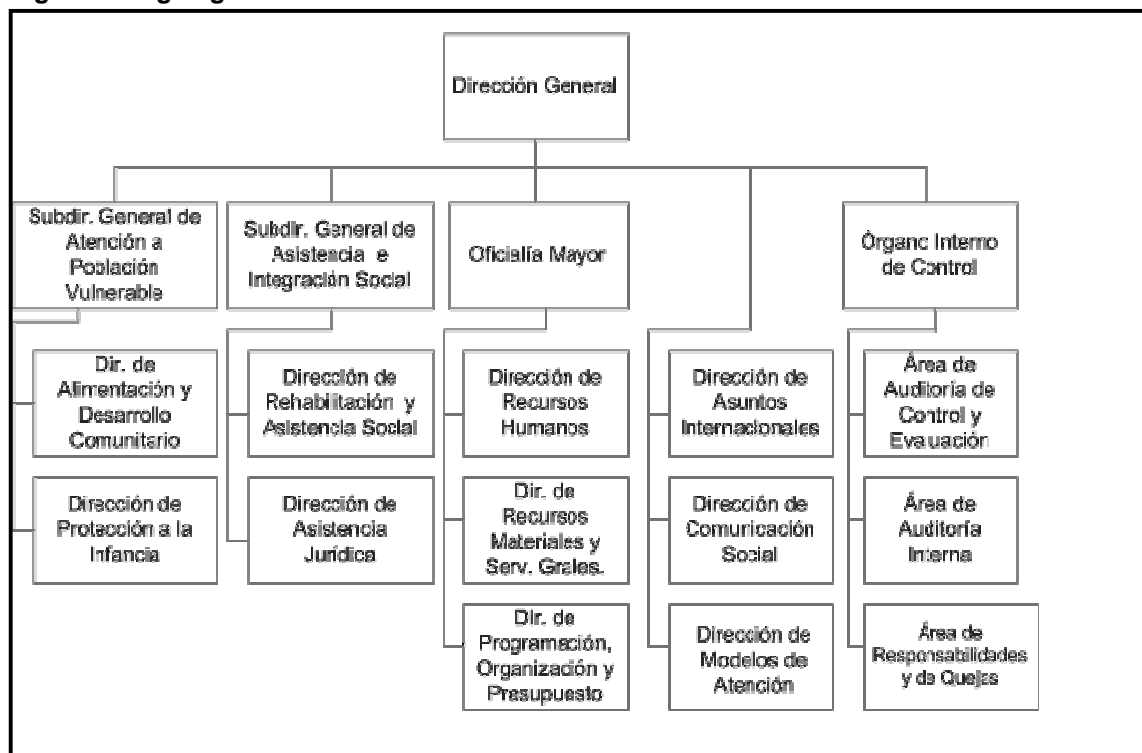 Dirección General
Subdir. General de
Atención a
Población
Vulnerable
Subdir. General de
Asistencia e
Integración Social
Oficialía Mayor
Órgano Interno
de Control
Dir. de
Alimentación y
Desarrollo
Comunitario
Dirección de
Rehabilitación y
Asistencia Social
Dirección de
Recursos
Humanos
Dirección de
Asuntos
Internacionales
Área de
Auditoría de
Control y
Evaluación
Dirección de
Protección a la
Infancia
Dirección de
Asistencia
Jurídica
Dir. de
Recursos
Materiales y
Serv. Grales.
Dirección de
Comunicación
Social
Área de
Auditoría
Interna
Dir. de
Programación,
Organización y
Presupuesto
Dirección de
Modelos de
Atención
Área de
Responsabilidades
y de Quejas